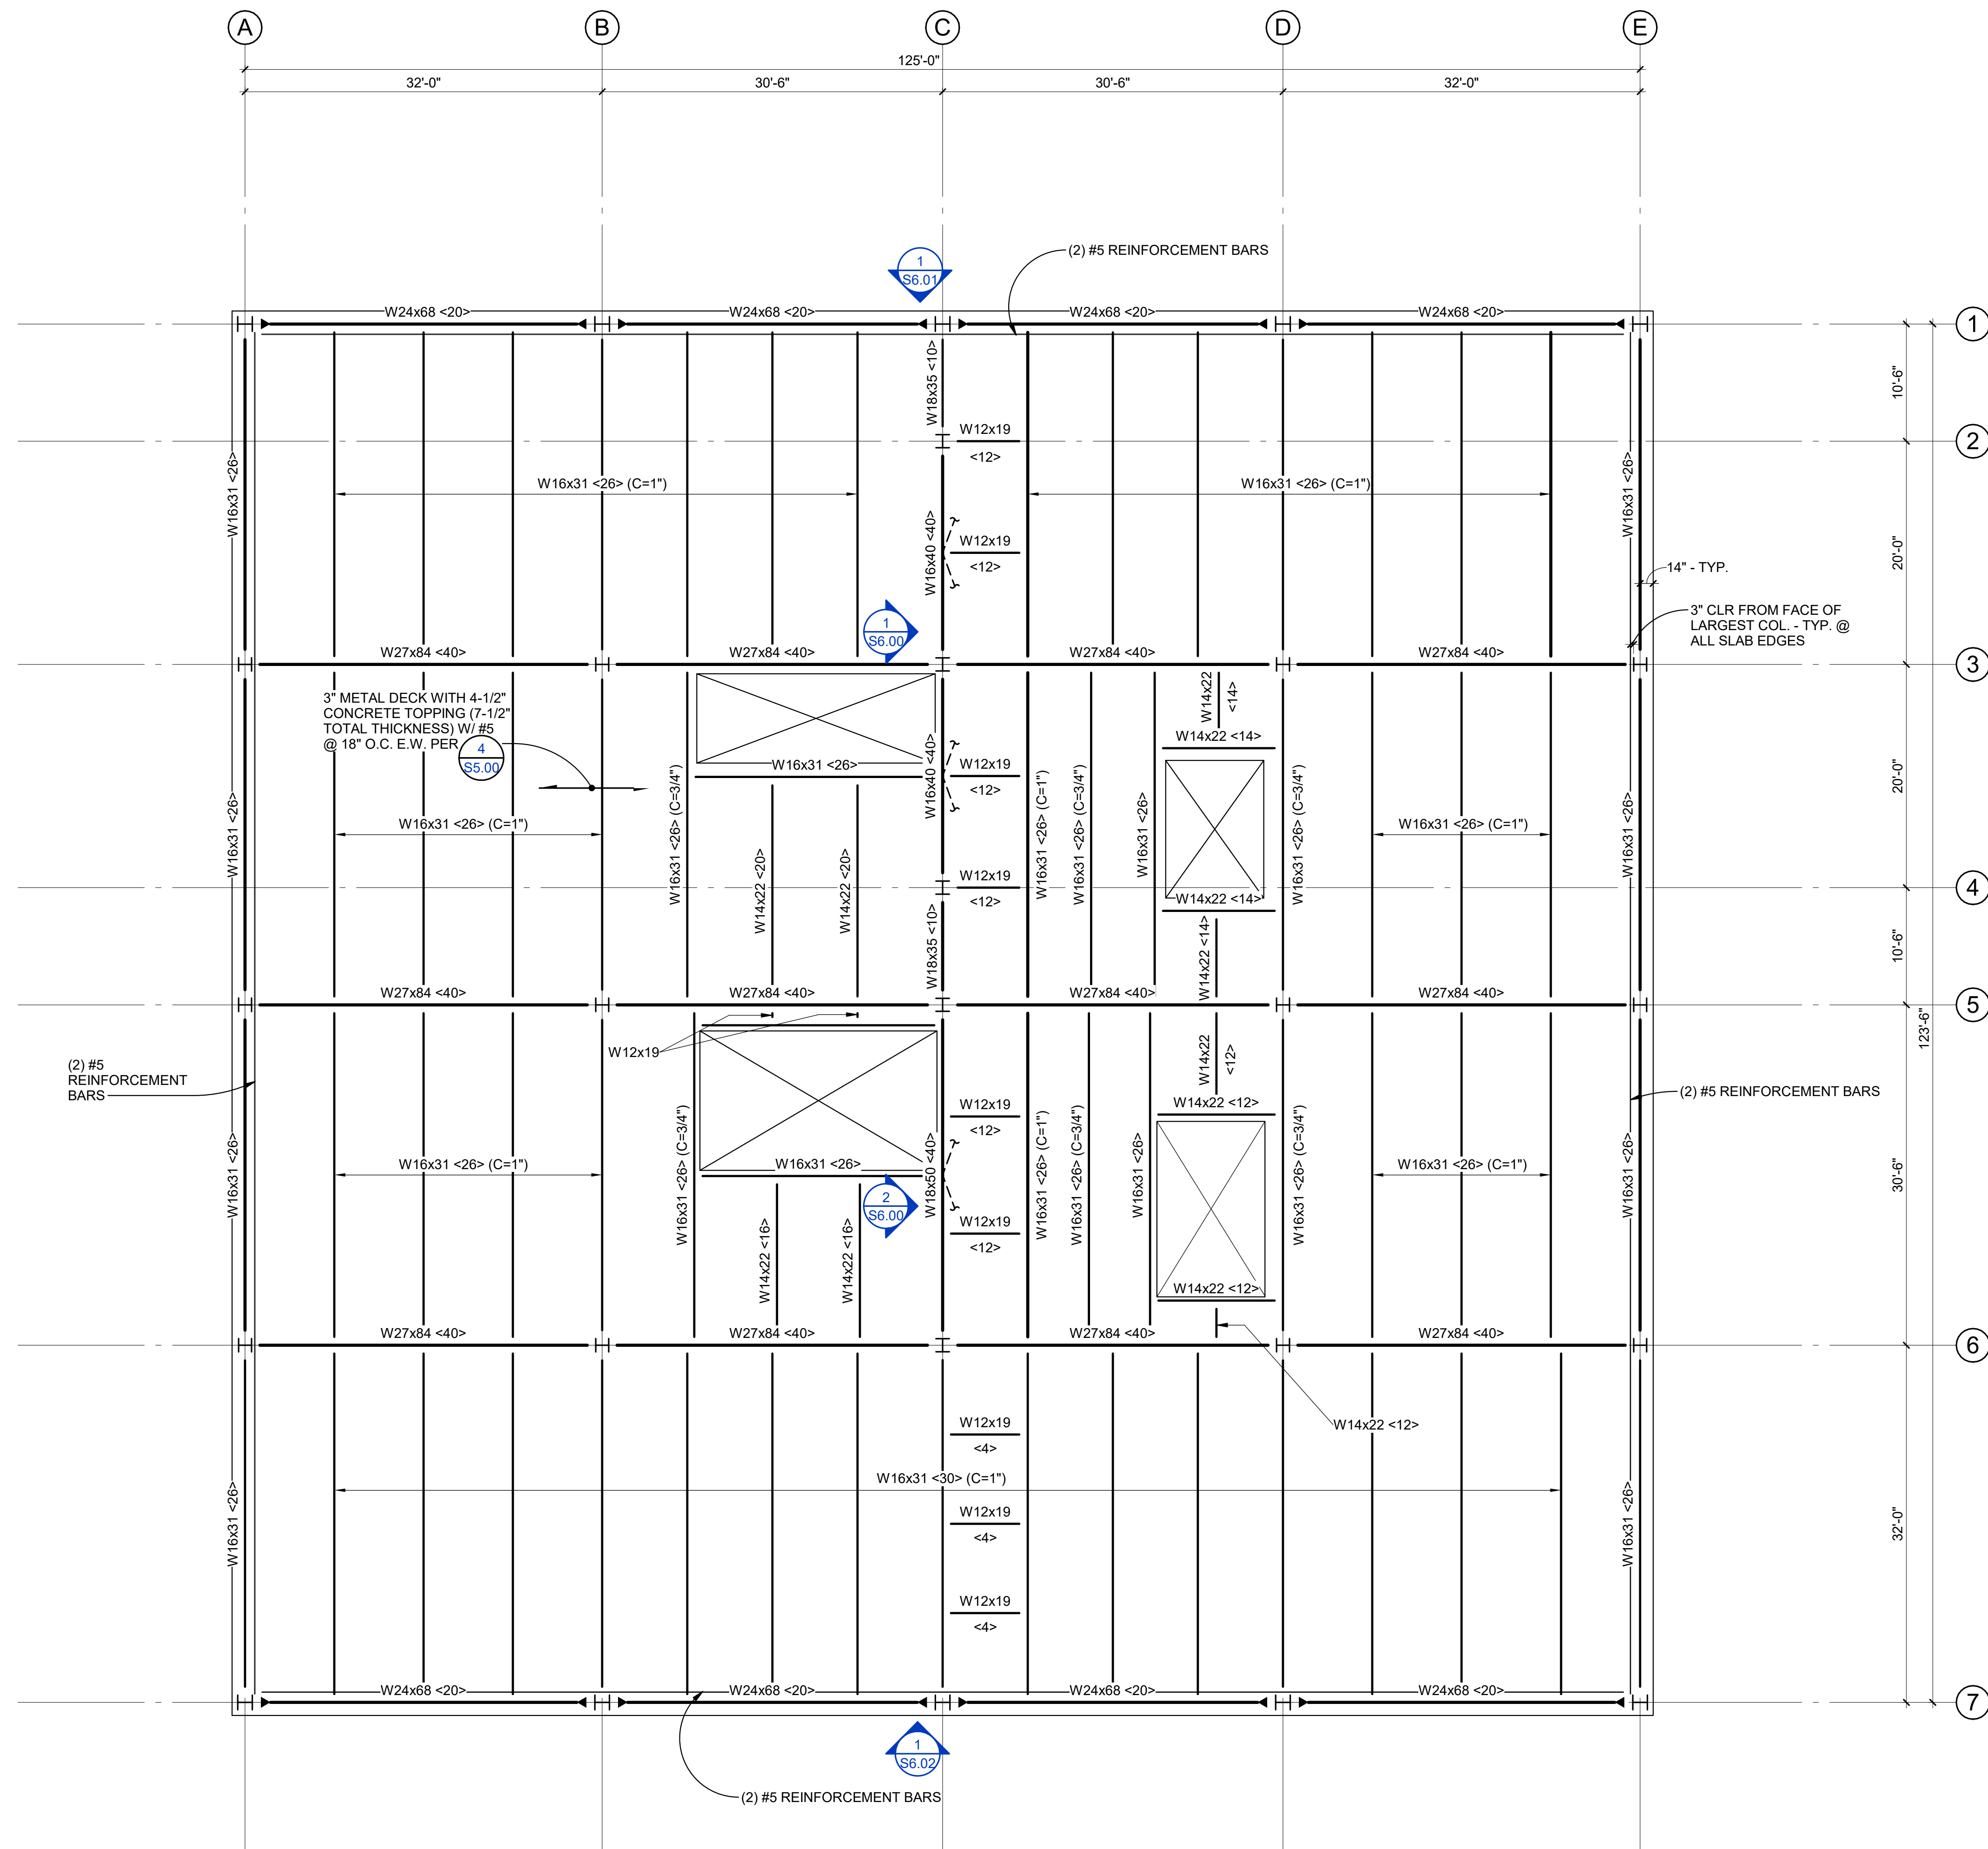 A
B
C
D
E
125'-0"
32'-0"
30'-6"
30'-6"
32'-0"
(2) #5 REINFORCEMENT BARS
1
S6.01
W24x68 <20>
W24x68 <20>
W24x68 <20>
W24x68 <20>
1
W18x35 <10>
10'-6"
W12x19
<12>
2
W16x31 <26>
W16x31 <26> (C=1")
W16x31 <26> (C=1")
W16x31 <26>
W16x40 <40>
W12x19
<12>
20'-0"
14" - TYP.
3" CLR FROM FACE OF
LARGEST COL. - TYP. @
ALL SLAB EDGES
1
S6.00
W27x84 <40>
W27x84 <40>
W27x84 <40>
W27x84 <40>
3
3" METAL DECK WITH 4-1/2"
CONCRETE TOPPING (7-1/2"
TOTAL THICKNESS) W/ #5
@ 18" O.C. E.W. PER
4
S5.00
W14x22
<14>
W14x22 <14>
W16x31 <26>
W16x40 <40>
W12x19
<12>
20'-0"
W16x31 <26>
W16x31 <26> (C=1")
W16x31 <26> (C=3/4")
W14x22 <20>
W14x22 <20>
W16x31 <26> (C=1")
W16x31 <26> (C=3/4")
W16x31 <26>
W16x31 <26> (C=3/4")
W16x31 <26> (C=1")
W16x31 <26>
W12x19
<12>
4
W14x22 <14>
W18x35 <10>
W14x22 <14>
10'-6"
W27x84 <40>
W27x84 <40>
W27x84 <40>
W27x84 <40>
5
123'-6"
W12x19
W14x22
<12>
(2) #5
REINFORCEMENT
BARS
(2) #5 REINFORCEMENT BARS
W12x19
<12>
W14x22 <12>
W16x31 <26>
W16x31 <26> (C=1")
W16x31 <26> (C=3/4")
W16x31 <26>
W18x50 <40>
W16x31 <26> (C=1")
W16x31 <26> (C=3/4")
W16x31 <26>
W16x31 <26> (C=3/4")
W16x31 <26> (C=1")
W16x31 <26>
30'-6"
2
S6.00
W12x19
<12>
W14x22 <16>
W14x22 <16>
W14x22 <12>
W27x84 <40>
W27x84 <40>
W27x84 <40>
W27x84 <40>
6
W12x19
<4>
W14x22 <12>
W16x31 <30> (C=1")
W16x31 <26>
W12x19
<4>
W16x31 <26>
32'-0"
W12x19
<4>
W24x68 <20>
W24x68 <20>
W24x68 <20>
W24x68 <20>
7
1
S6.02
(2) #5 REINFORCEMENT BARS